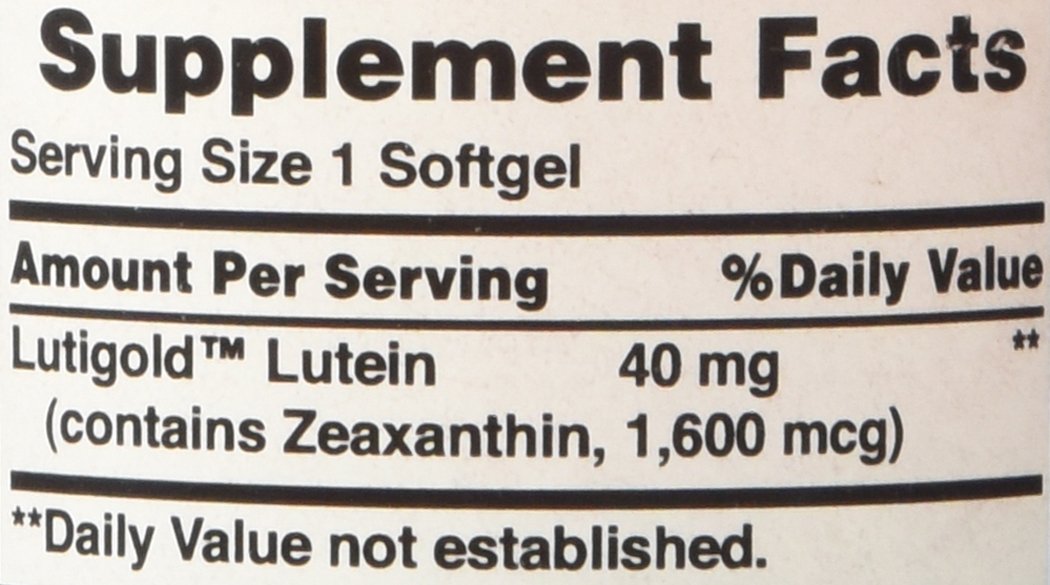 Supplement Facts
Serving Size 1 Softgel
Amount Per Serving %Daily Value
Lutigold™ Lutein 40 mg **
(contains Zeaxanthin, 1,600 mcg)
**Daily Value not established.